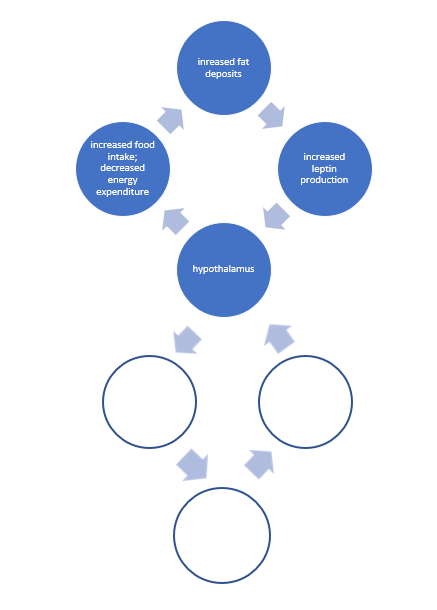 inreased fat
deposits
increased food
intake;
decreased
energy
expenditure
increased
leptin
production
hypothalamus